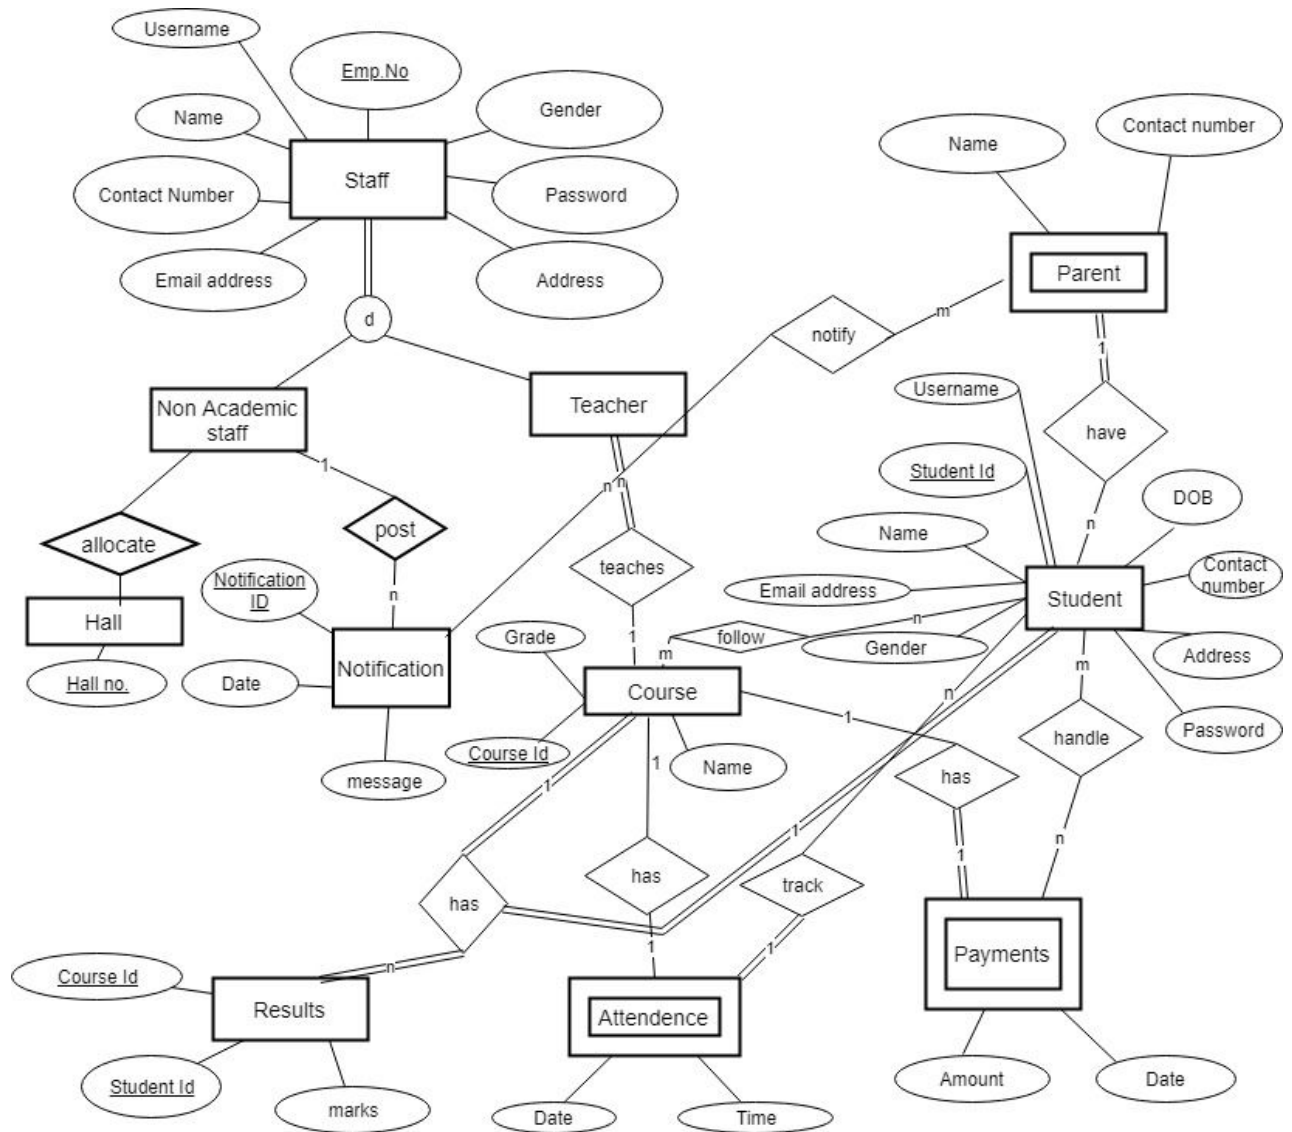 Username
Emp.No
Gender
Name
Staff
Contact Number
Password
Email address
Address
d
Name
Contact number
Parent
notify
m
1
Non Academic
staff
Teacher
Username
have
Student Id
DOB
1
n
n
n
allocate
post
Name
Notification
ID
n
teaches
Email address
Contact
number
Student
Hall
Grade
1
follow
n
m
Gender
Address
m
Hall no.
Date
Notification
Course
n
1
Course Id
Name
Password
handle
message
1
1
has
1
n
1
has
has
track
n
1
1
1
Payments
Course Id
Results
Attendence
Student Id
marks
Date
Time
Amount
Date